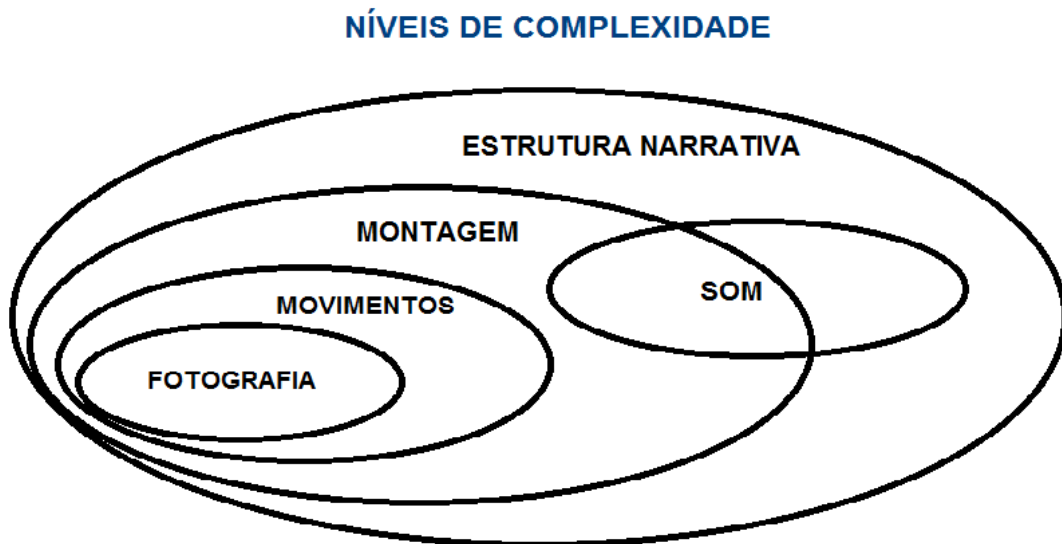 NÍVEIS DE COMPLEXIDADE
ESTRUTURA NARRATIVA
MONTAGEM
SOM
MOVIMENTOS
FOTOGRAFIA